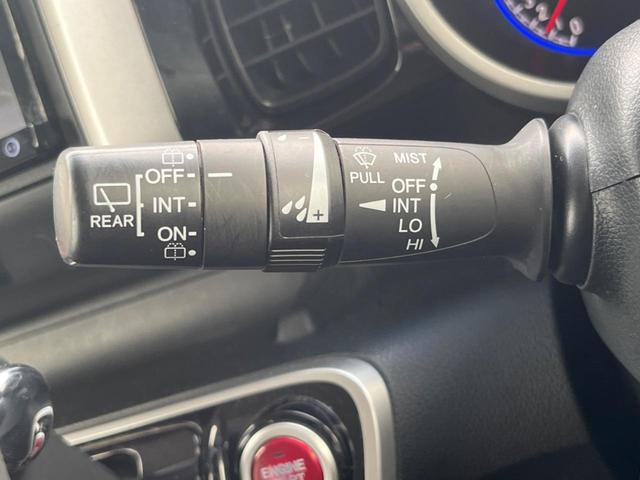 OFF
REAR INT
ON
MIST
PULL
OFF
INT
LO
HI
ENGINE